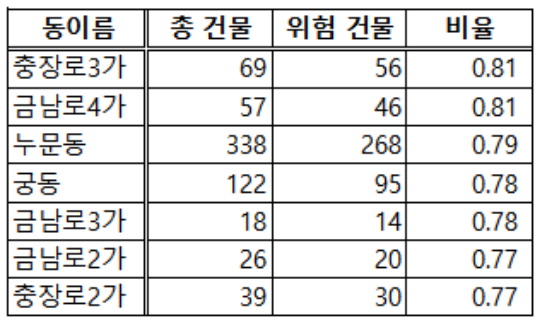 동이름 총 건물 위험 건물 비율
충장로3가 69 56 0.81
금남로4가 57 46 0.81
누문동 338 268 0.79
궁동 122 95 0.78
금남로3가 18 14 0.78
금남로2가 26 20 0.77
충장로2가 39 30 0.77